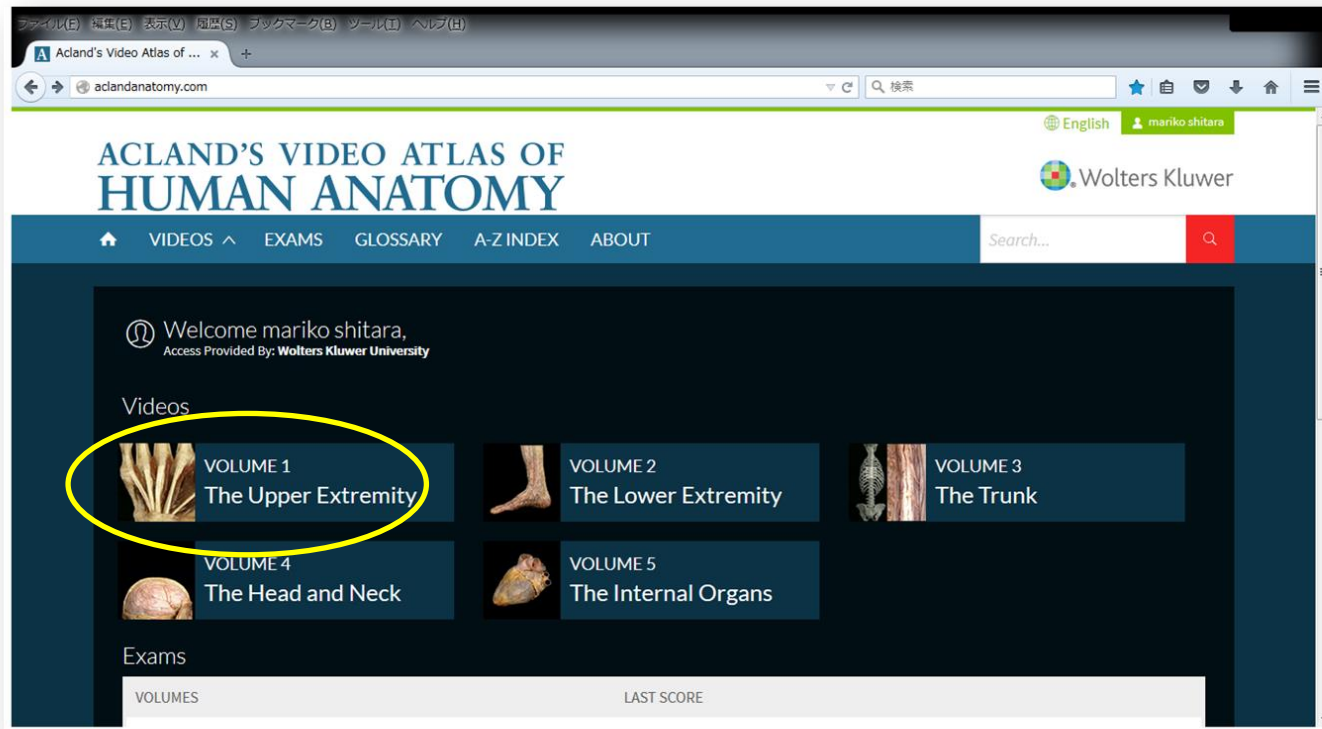 ファイル(E) 編集(E) 表示(V) 履歴(S) ブックマーク(B) ツール(T) ヘルプ(H)
A Acland's Video Atlas of ... × +
aclandanatomy.com 検索
English mariko shitara
ACLAND'S VIDEO ATLAS OF
HUMAN ANATOMY
Wolters Kluwer
VIDEOS EXAMS GLOSSARY A-Z INDEX ABOUT Search...
Welcome mariko shitara,
Access Provided By: Wolters Kluwer University
Videos
VOLUME 1
The Upper Extremity
VOLUME 2
The Lower Extremity
VOLUME 3
The Trunk
VOLUME 4
The Head and Neck
VOLUME 5
The Internal Organs
Exams
VOLUMES LAST SCORE